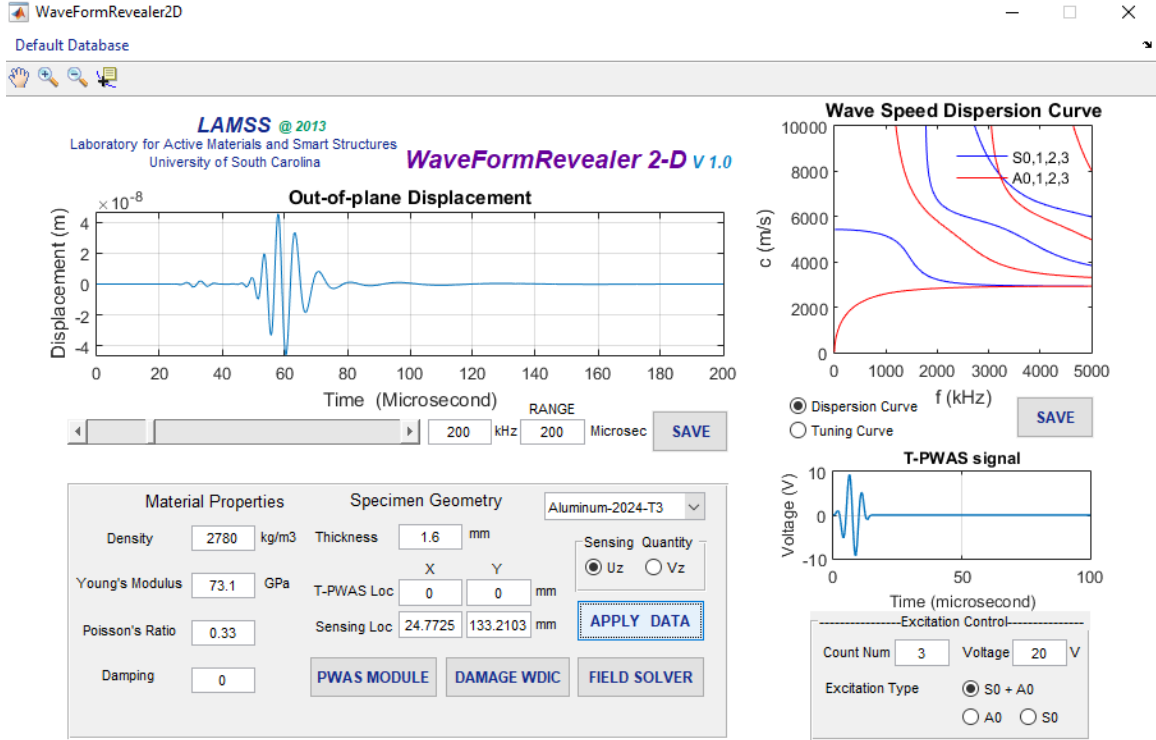 WaveFormRevealer2D
Default Database
LAMSS @ 2013
Laboratory for Active Materials and Smart Structures
University of South Carolina
WaveFormRevealer 2-D V 1.0
Out-of-plane Displacement
× 10^-8
Displacement (m)
4
2
0
-2
-4
0 20 40 60 80 100 120 140 160 180 200
Time (Microsecond)
RANGE
200 kHz 200 Microsec SAVE
Wave Speed Dispersion Curve
c (m/s)
10000
8000
6000
4000
2000
0
S0,1,2,3
A0,1,2,3
0 1000 2000 3000 4000 5000
f (kHz)
Dispersion Curve
Tuning Curve
SAVE
T-PWAS signal
Voltage (V)
10
0
-10
0 50 100
Time (microsecond)
Material Properties
Density 2780 kg/m3
Young's Modulus 73.1 GPa
Poisson's Ratio 0.33
Damping 0
Specimen Geometry
Aluminum-2024-T3
Thickness 1.6 mm
X Y
T-PWAS Loc 0 0 mm
Sensing Loc 24.7725 133.2103 mm
Sensing Quantity
Uz Vz
APPLY DATA
PWAS MODULE DAMAGE WDIC FIELD SOLVER
-----------------Excitation Control----------------
Count Num 3 Voltage 20 V
Excitation Type S0 + A0
A0 S0